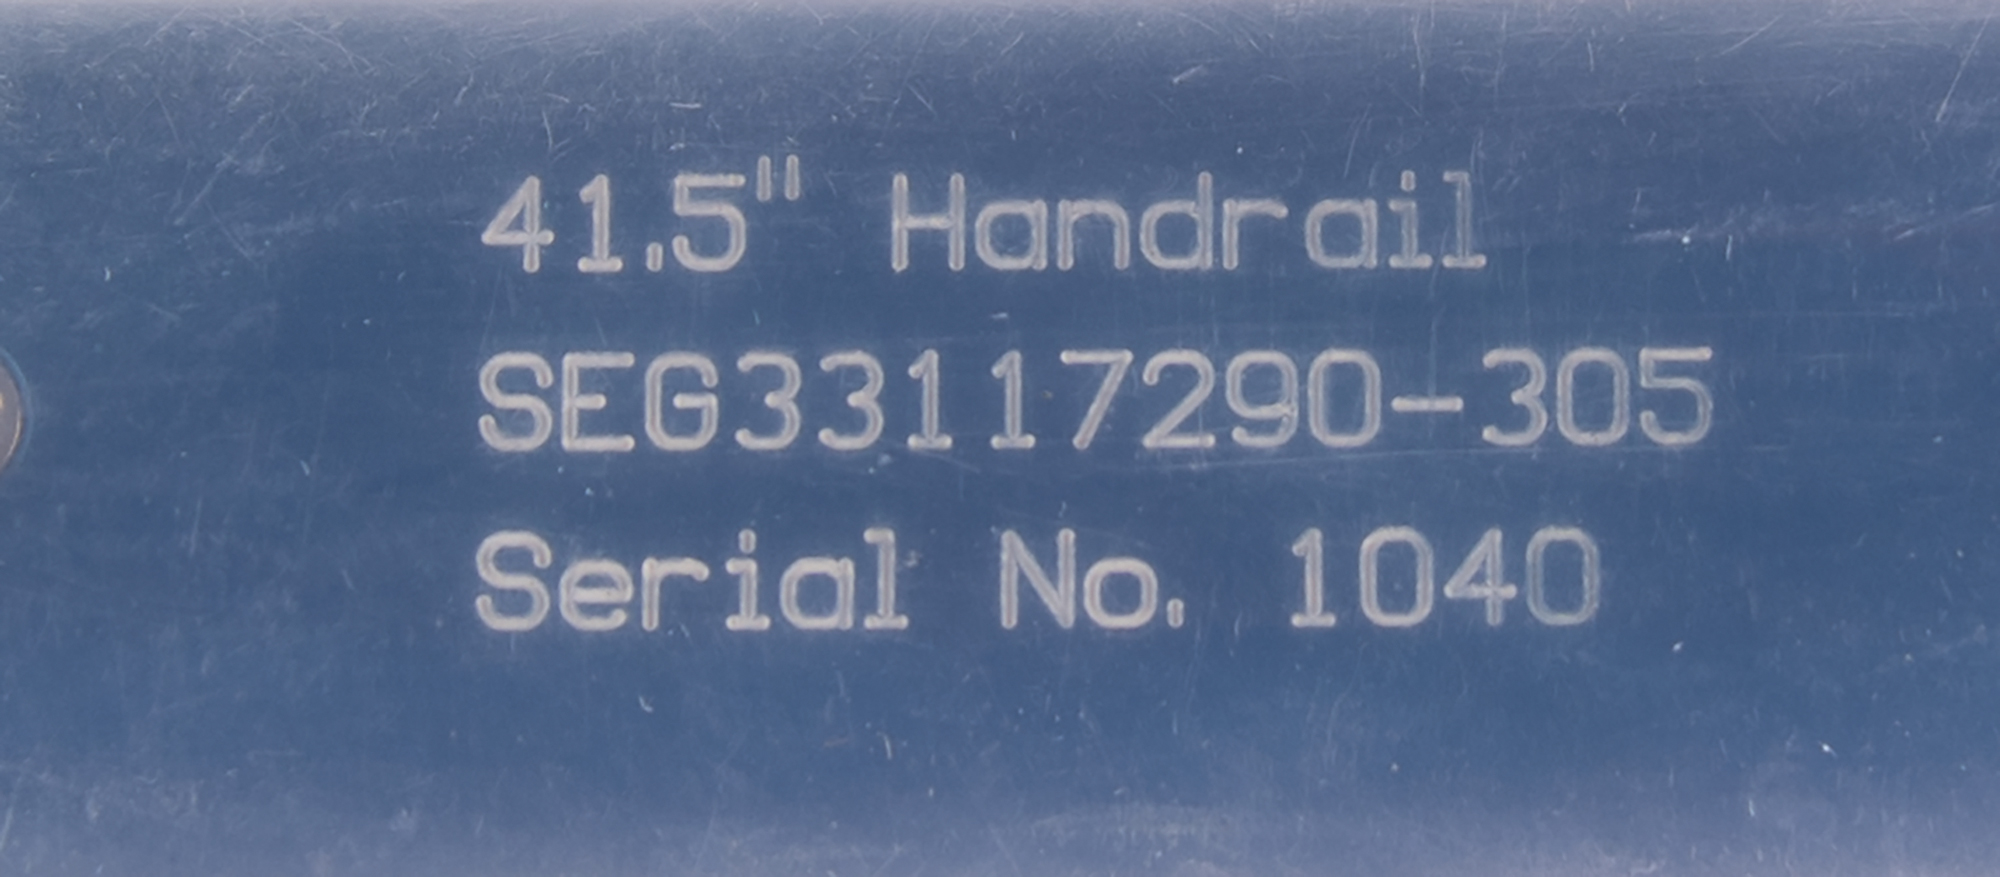 41.5" Handrail
SEG33117290-305
Serial No. 1040